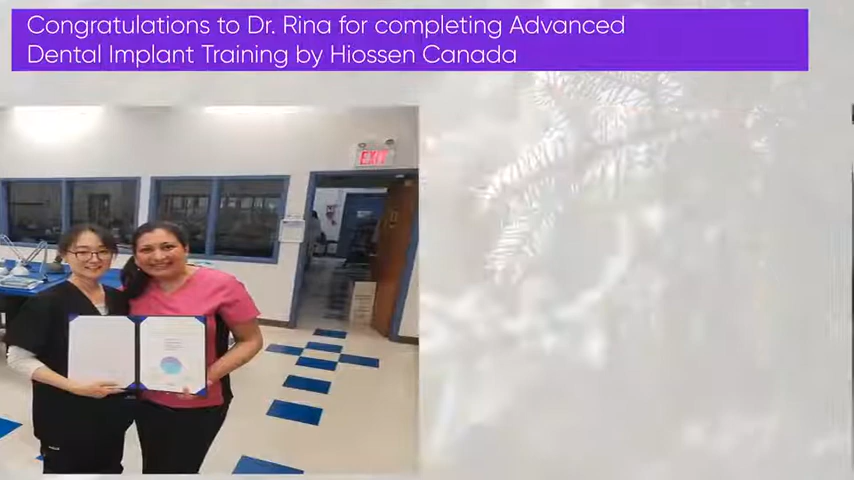 Congratulations to Dr. Rina for completing Advanced
Dental Implant Training by Hiossen Canada
EXIT